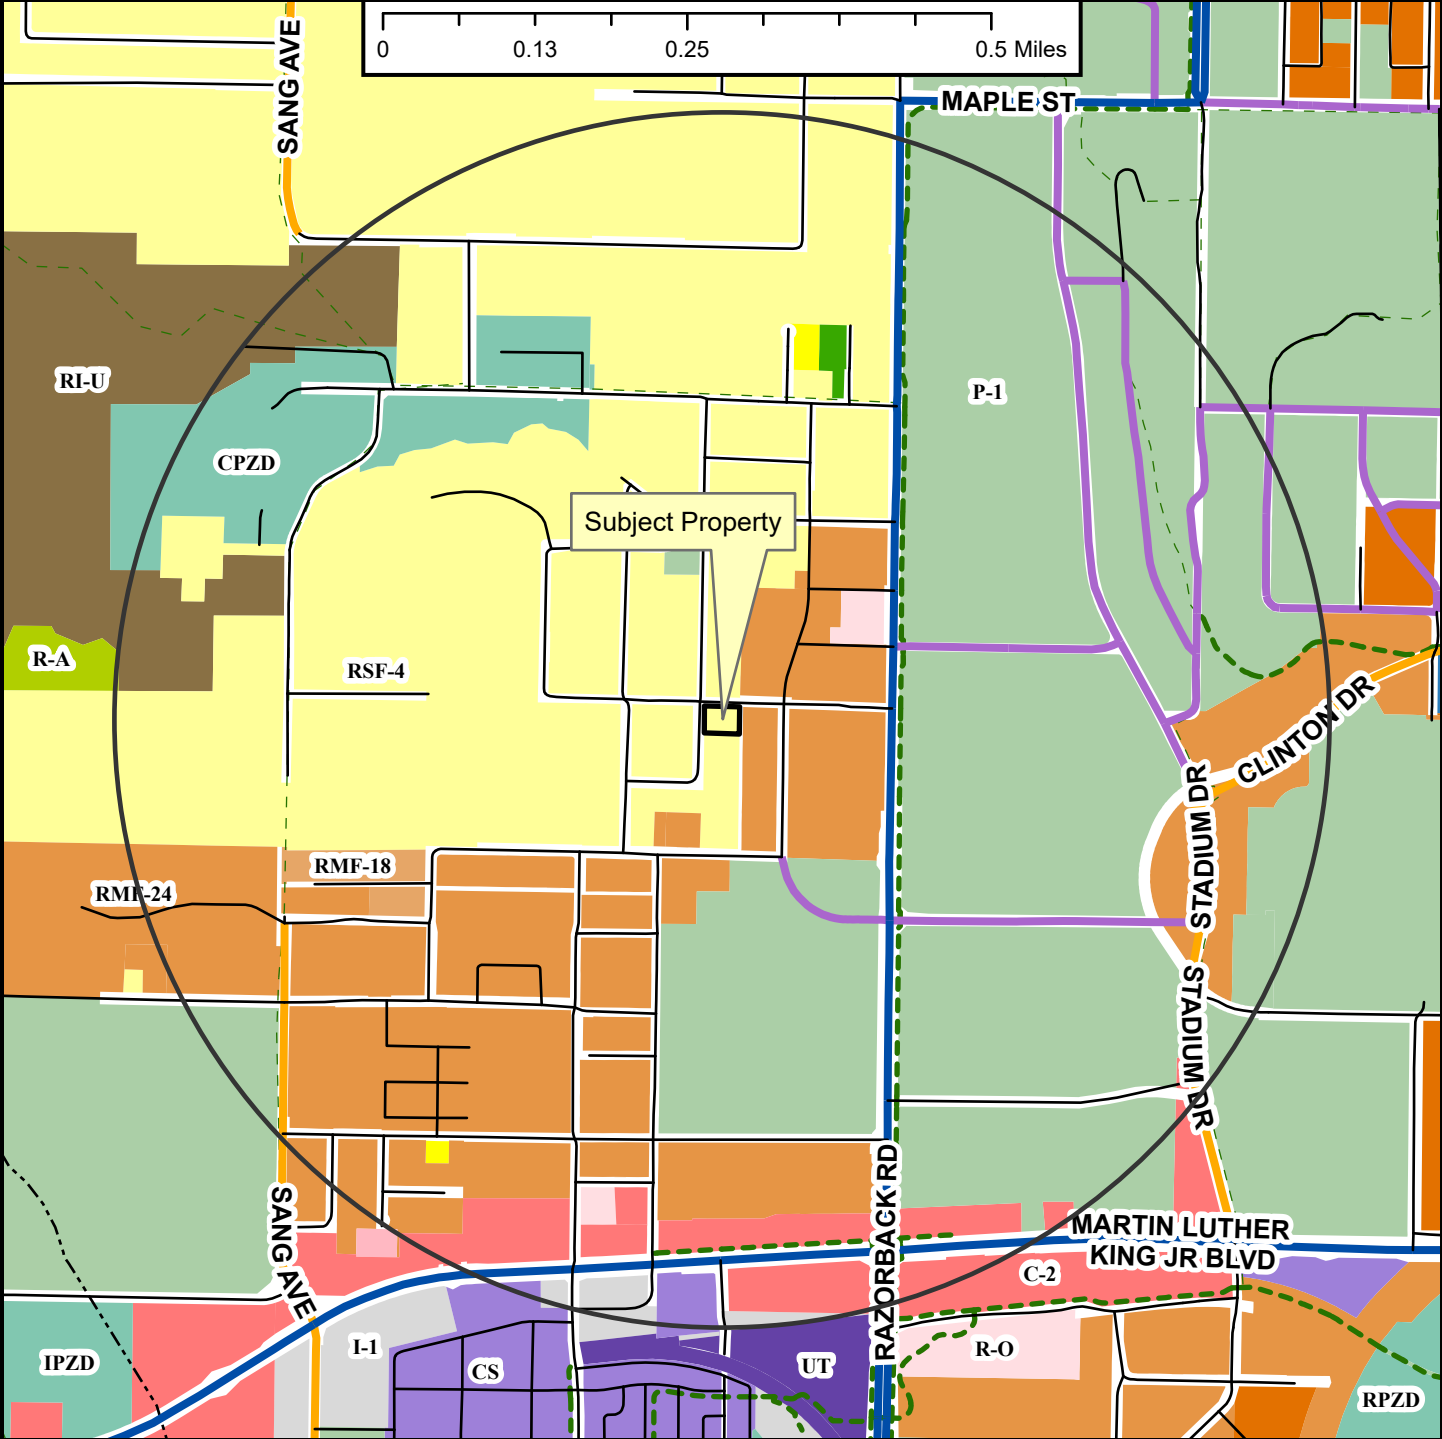 0 0.13 0.25 0.5 Miles
SANG AVE
MAPLE ST
RI-U
P-1
CPZD
Subject Property
R-A
RSF-4
CLINTON DR
STADIUM DR
RMF-18
RMF-24
STADIUM DR
RAZORBACK RD
SANG AVE
MARTIN LUTHER
KING JR BLVD
C-2
I-1
R-O
IPZD
CS
UT
RPZD